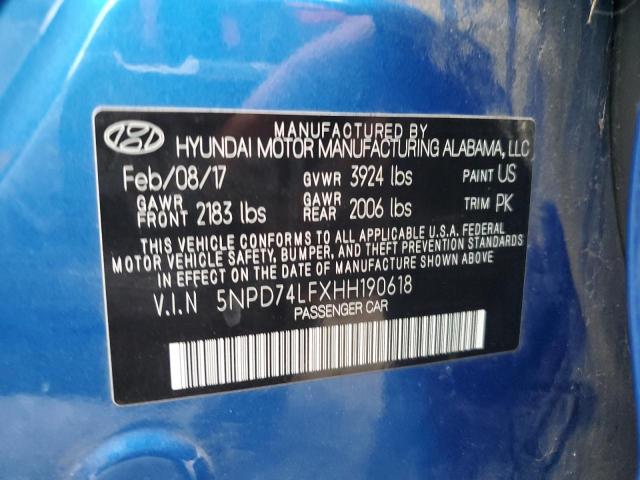 MANUFACTURED BY
HYUNDAI MOTOR MANUFACTURING ALABAMA, LLC
Feb/08/17 GVWR 3924 lbs PAINT US
GAWR FRONT 2183 lbs GAWR REAR 2006 lbs TRIM PK
THIS VEHICLE CONFORMS TO ALL APPLICABLE U.S.A. FEDERAL
MOTOR VEHICLE SAFETY, BUMPER, AND THEFT PREVENTION STANDARDS
IN EFFECT ON THE DATE OF MANUFACTURE SHOWN ABOVE.
V.I.N 5NPD74LFXHH190618
PASSENGER CAR